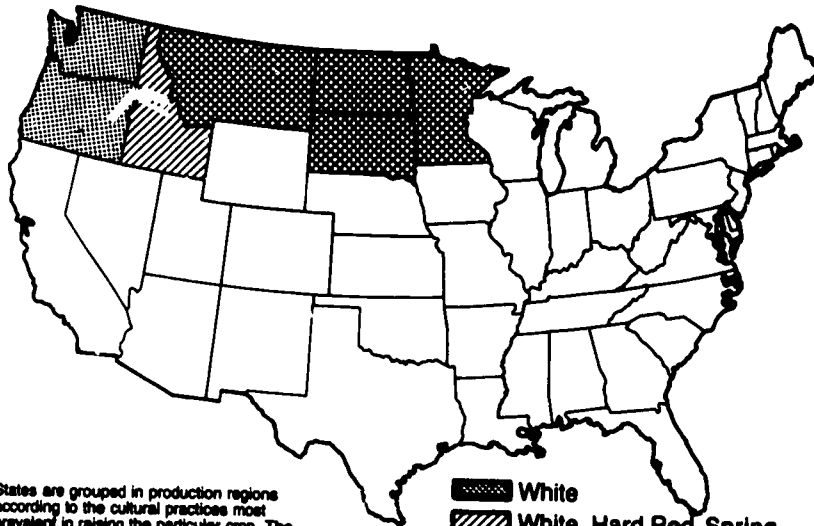 States are grouped in production regions
according to the cultural practices most
prevalent in raising the particular crop. The
White
White, Hard Red, Spring